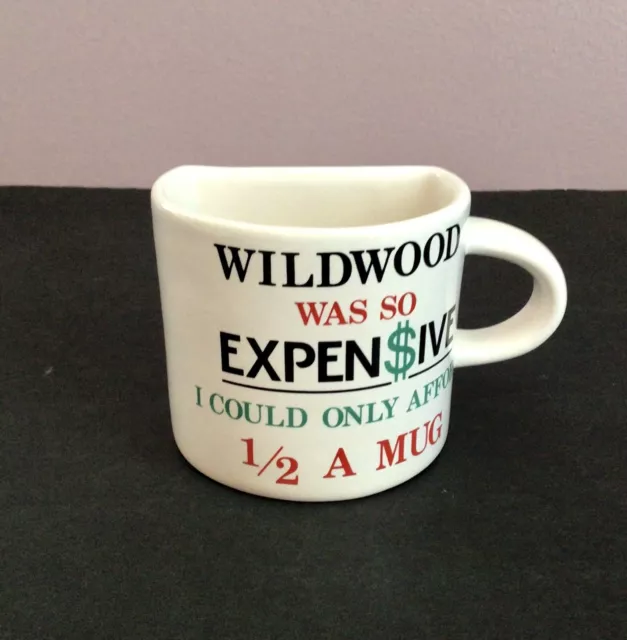 WILDWOOD
WAS SO
EXPEN$IVE
I COULD ONLY AFFO
1/2 A MUG